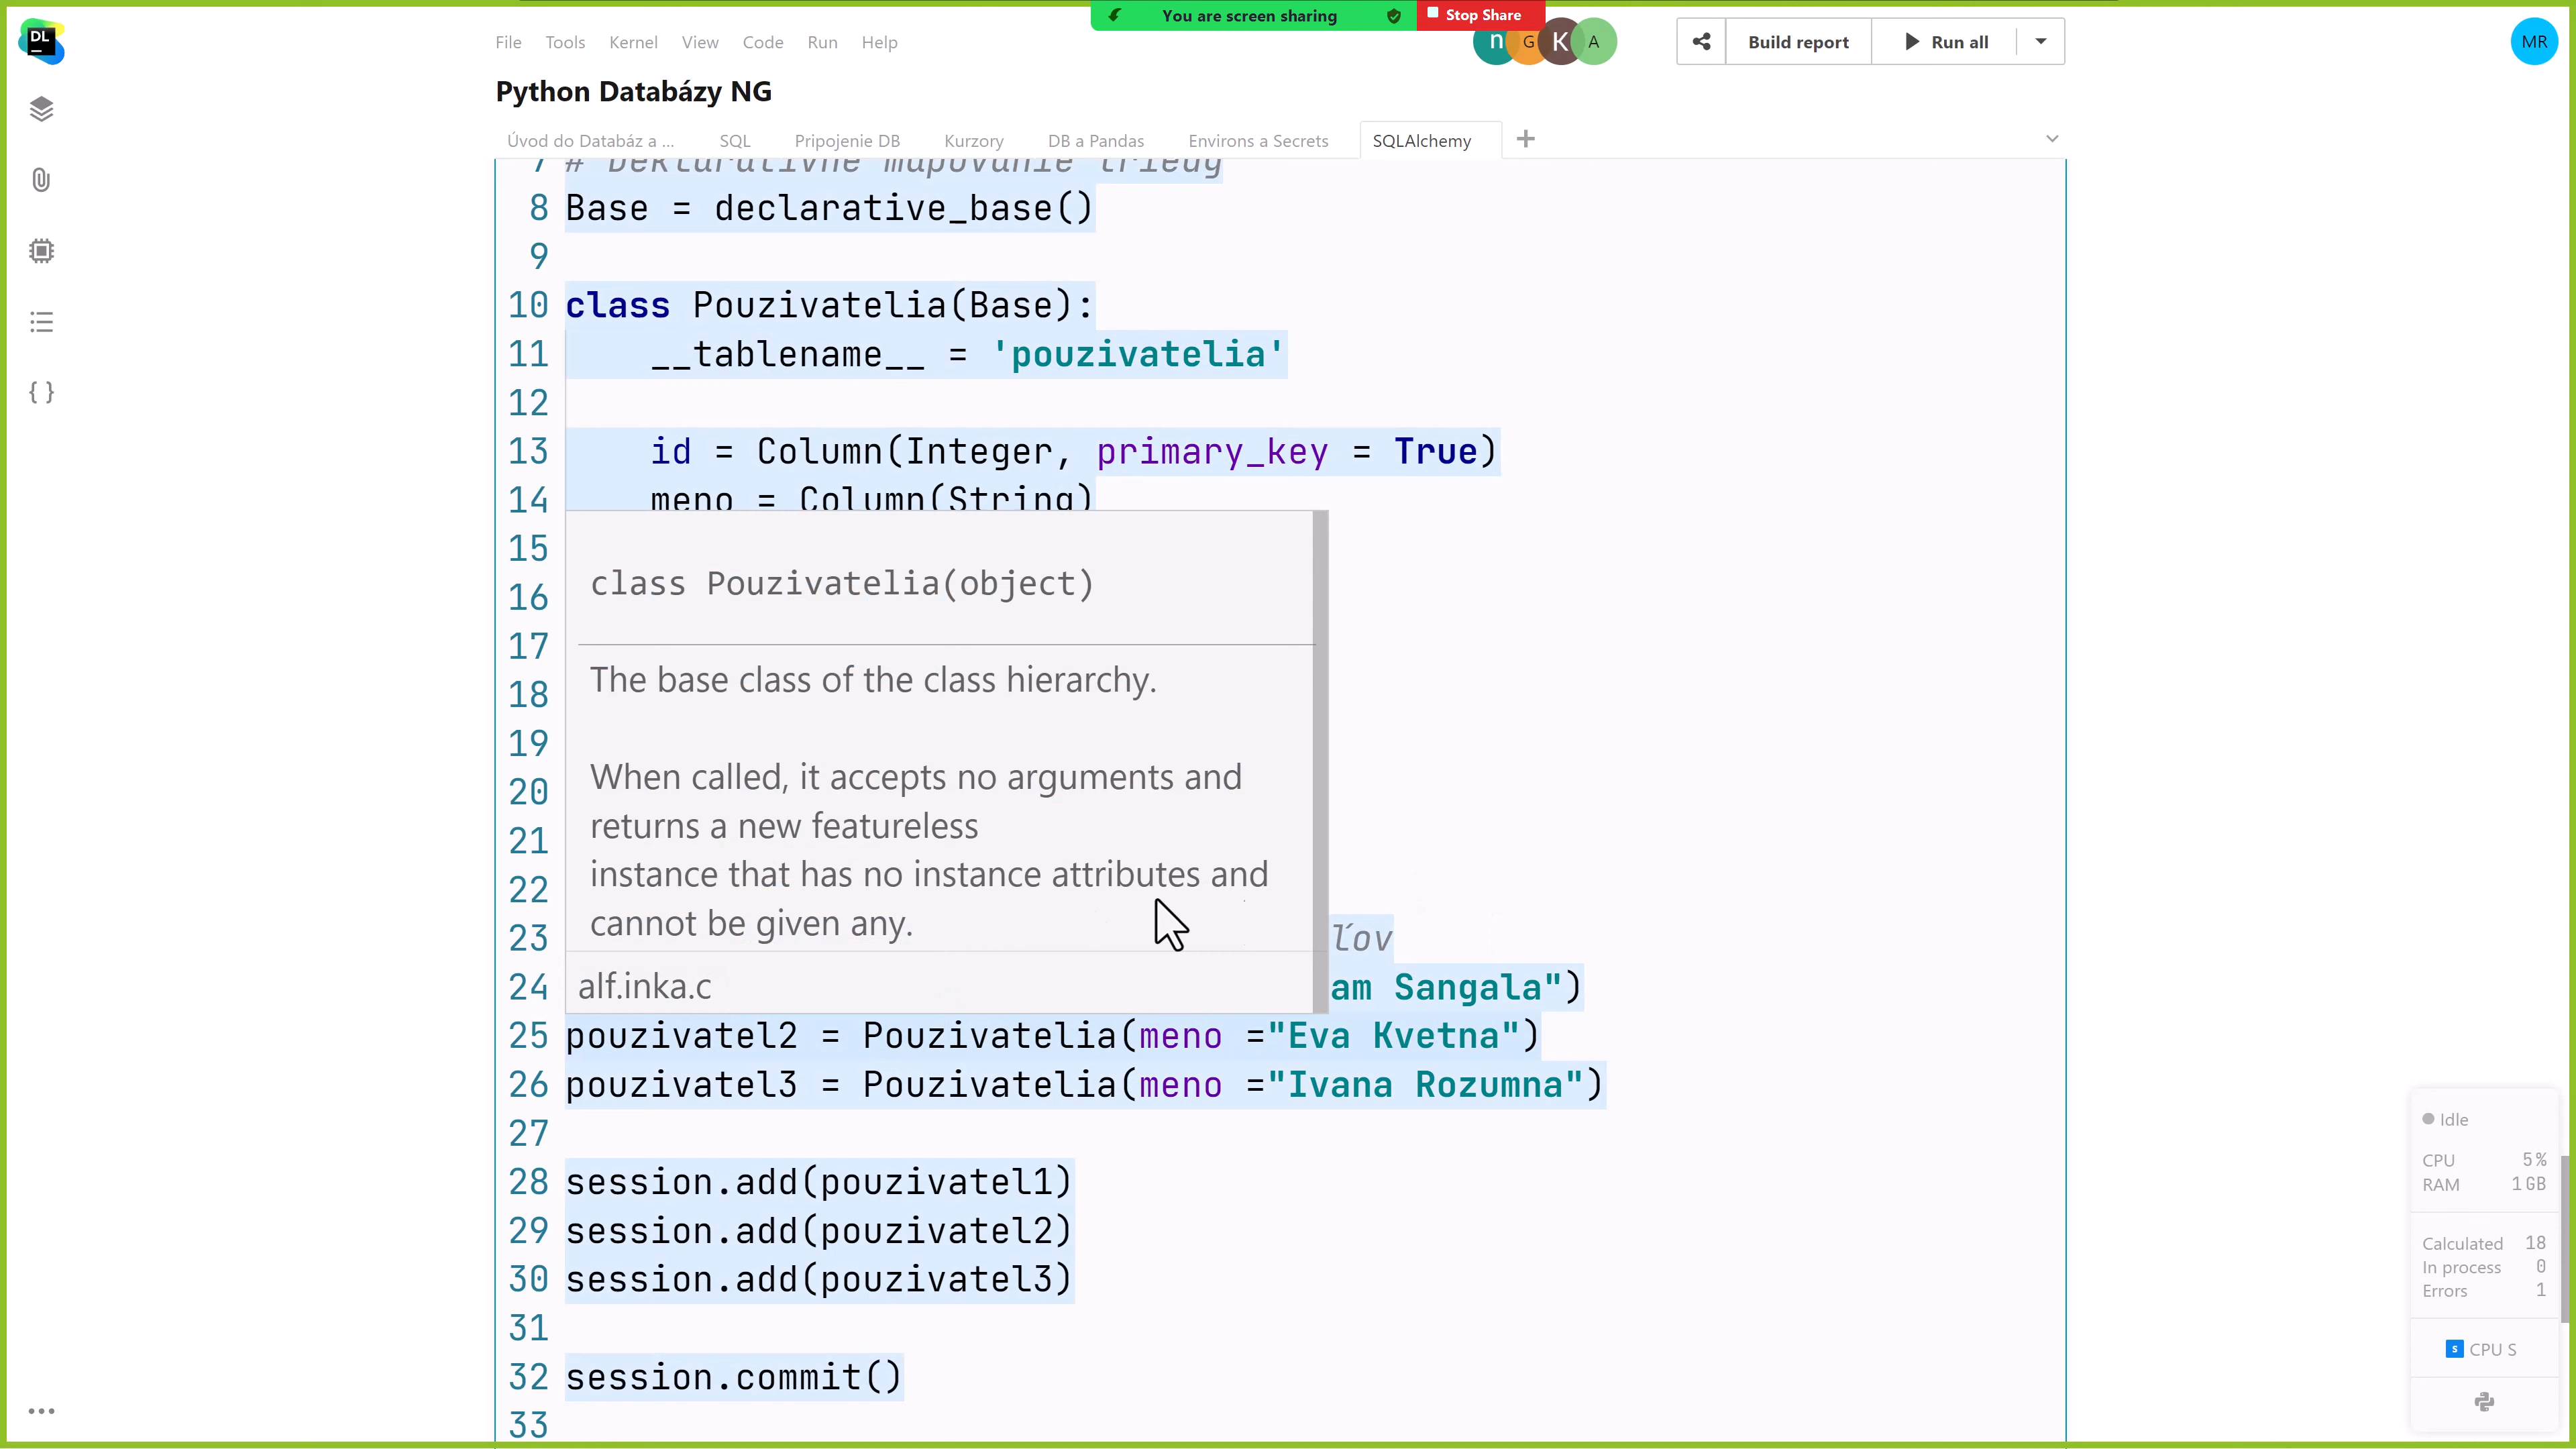 You are screen sharing
Stop Share
DL
File Tools Kernel View Code Run Help
n G K A
Build report
Run all
MR
Python Databázy NG
Úvod do Databáz a ...
SQL
Pripojenie DB
Kurzory
DB a Pandas
Environs a Secrets
SQLAlchemy
7 # Deklaratívne mapovanie triedy
8 Base = declarative_base()
9
10 class Pouzivatelia(Base):
11 __tablename__ = 'pouzivatelia'
12
13 id = Column(Integer, primary_key = True)
14 meno = Column(String)
15
16
17
18
19
20
21
22
23 ľov
24 am Sangala")
25 pouzivatel2 = Pouzivatelia(meno ="Eva Kvetna")
26 pouzivatel3 = Pouzivatelia(meno ="Ivana Rozumna")
27
28 session.add(pouzivatel1)
29 session.add(pouzivatel2)
30 session.add(pouzivatel3)
31
32 session.commit()
33
class Pouzivatelia(object)
The base class of the class hierarchy.
When called, it accepts no arguments and
returns a new featureless
instance that has no instance attributes and
cannot be given any.
alf.inka.c
Idle
CPU 5%
RAM 1 GB
Calculated 18
In process 0
Errors 1
S CPU S